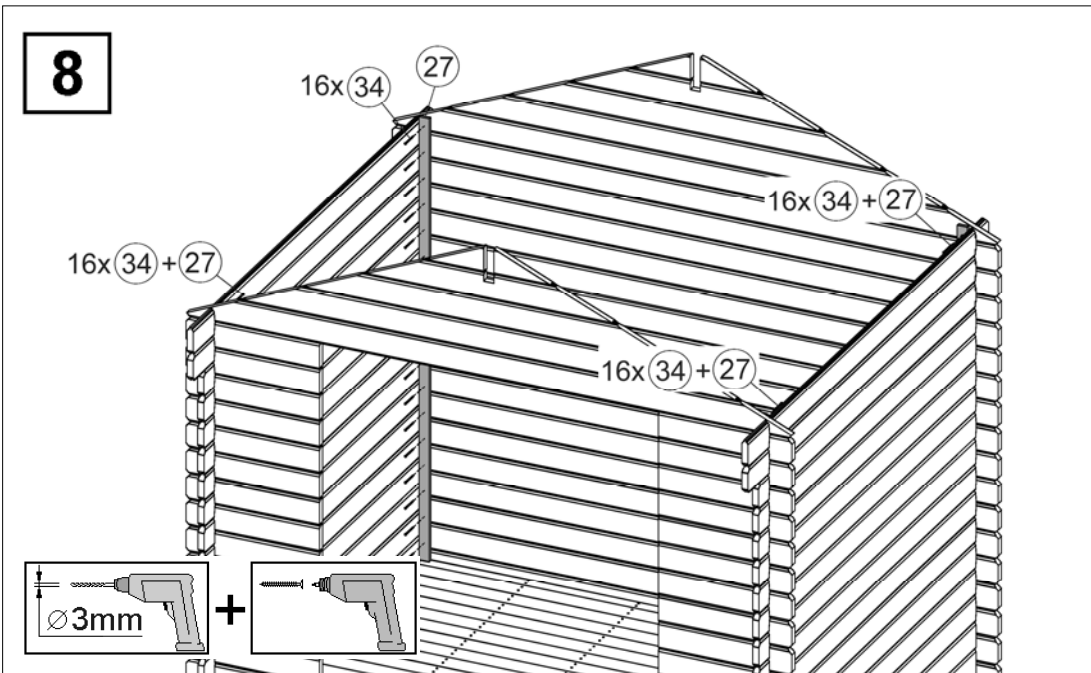 8
16x 34
27
16x 34 + 27
16x 34 + 27
16x 34 + 27
∅3mm
+